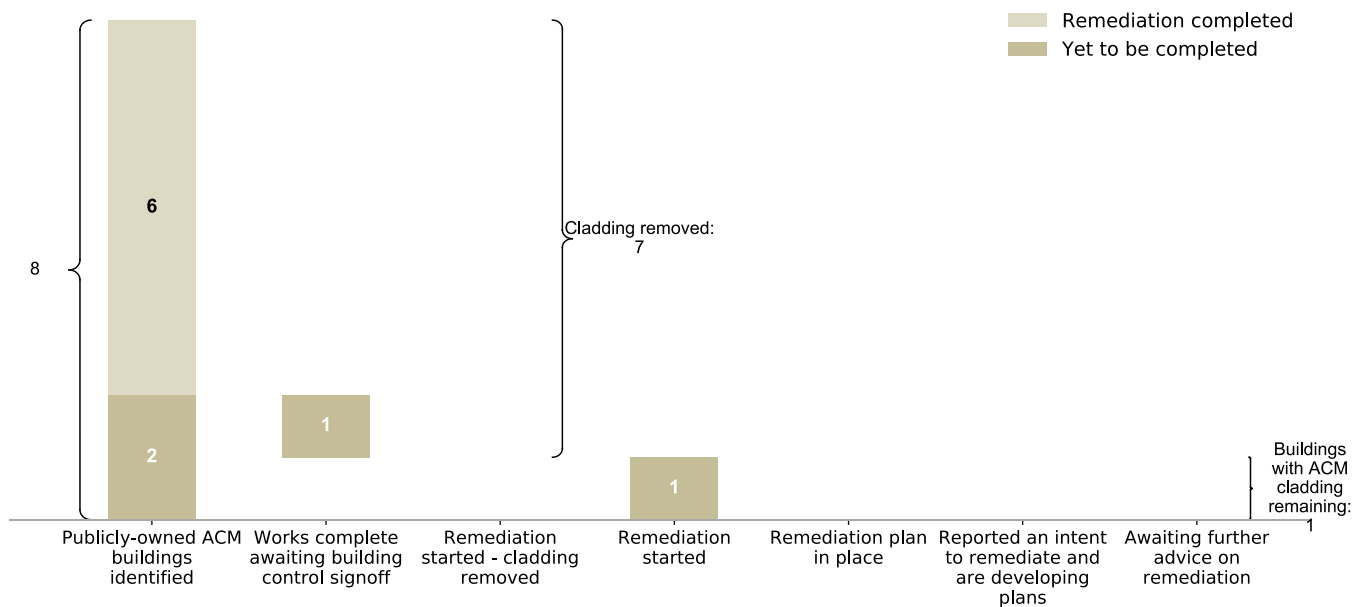 Remediation completed
Yet to be completed
6
8
Cladding removed:
7
2
1
1
Buildings
with ACM
cladding
remaining:
1
Publicly-owned ACM
buildings
identified
Works complete
awaiting building
control signoff
Remediation
started - cladding
removed
Remediation
started
Remediation plan
in place
Reported an intent
to remediate and
are developing
plans
Awaiting further
advice on
remediation